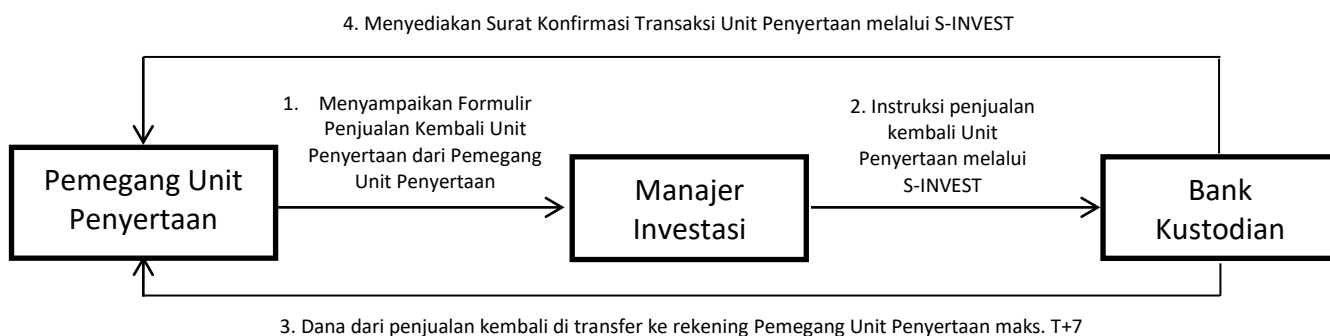 4. Menyediakan Surat Konfirmasi Transaksi Unit Penyertaan melalui S-INVEST
1. Menyampaikan Formulir
Penjualan Kembali Unit
Penyertaan dari Pemegang
Unit Penyertaan
2. Instruksi penjualan
kembali Unit
Penyertaan melalui
S-INVEST
Pemegang Unit
Penyertaan
Manajer
Investasi
Bank
Kustodian
3. Dana dari penjualan kembali di transfer ke rekening Pemegang Unit Penyertaan maks. T+7